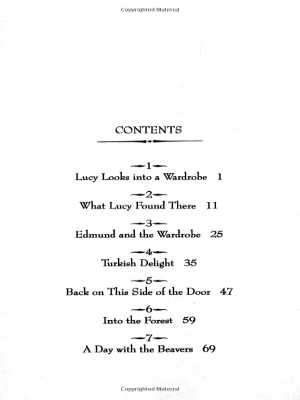 Copyrighted Material
CONTENTS
1
Lucy Looks into a Wardrobe 1
2
What Lucy Found There 11
3
Edmund and the Wardrobe 25
4
Turkish Delight 35
5
Back on This Side of the Door 47
6
Into the Forest 59
7
A Day with the Beavers 69
Copyrighted Material